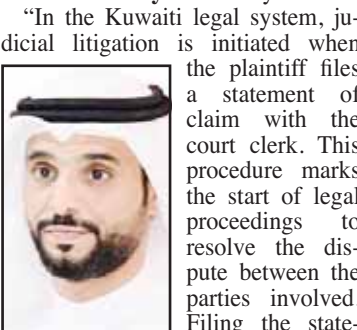 “In the Kuwaiti legal system, ju-
dicial litigation is initiated when
the plaintiff files
a statement of
claim with the
court clerk. This
procedure marks
the start of legal
proceedings to
resolve the dis-
pute between the
parties involved.
Filing the state-